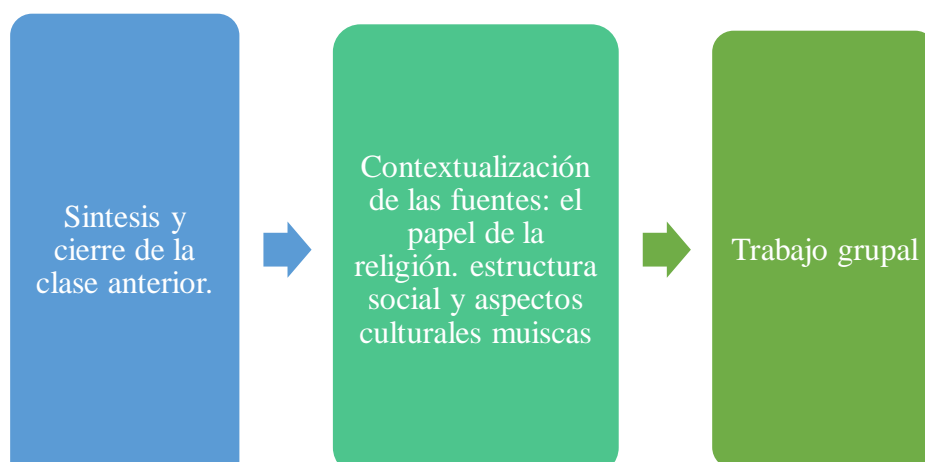 Sintesis y
cierre de la
clase anterior.
Contextualización
de las fuentes: el
papel de la
religión. estructura
social y aspectos
culturales muiscas
Trabajo grupal